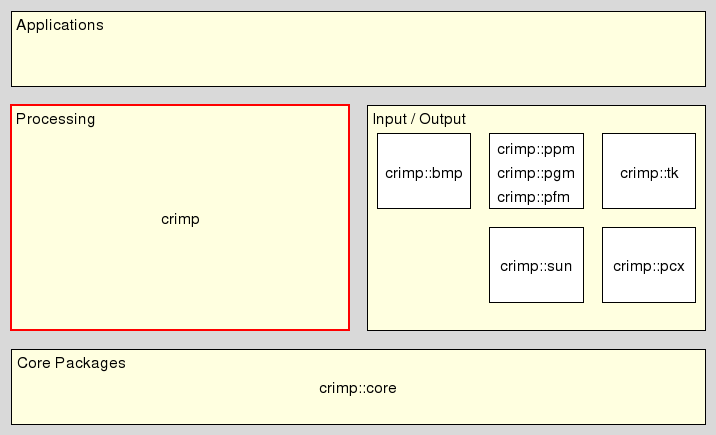 Applications
Processing
crimp
Input / Output
crimp::bmp
crimp::ppm
crimp::pgm
crimp::pfm
crimp::tk
crimp::sun
crimp::pcx
Core Packages
crimp::core